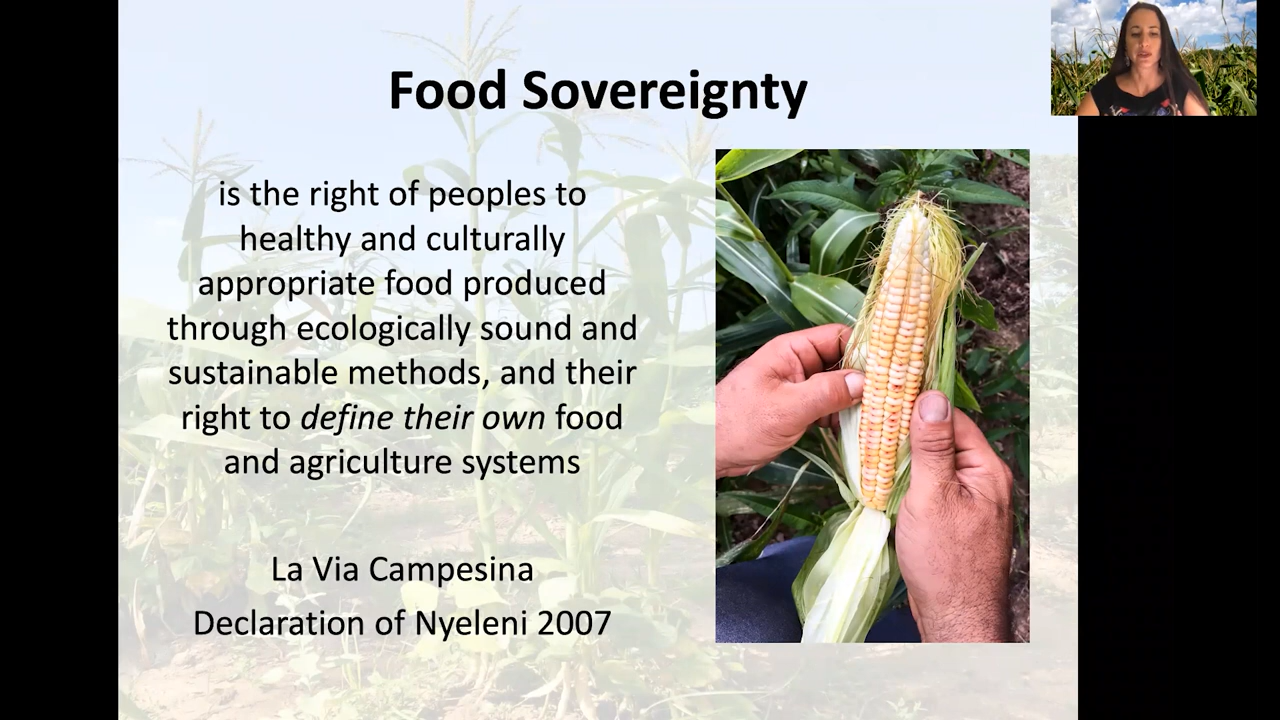 Food Sovereignty
is the right of peoples to
healthy and culturally
appropriate food produced
through ecologically sound and
sustainable methods, and their
right to define their own food
and agriculture systems
La Via Campesina
Declaration of Nyeleni 2007